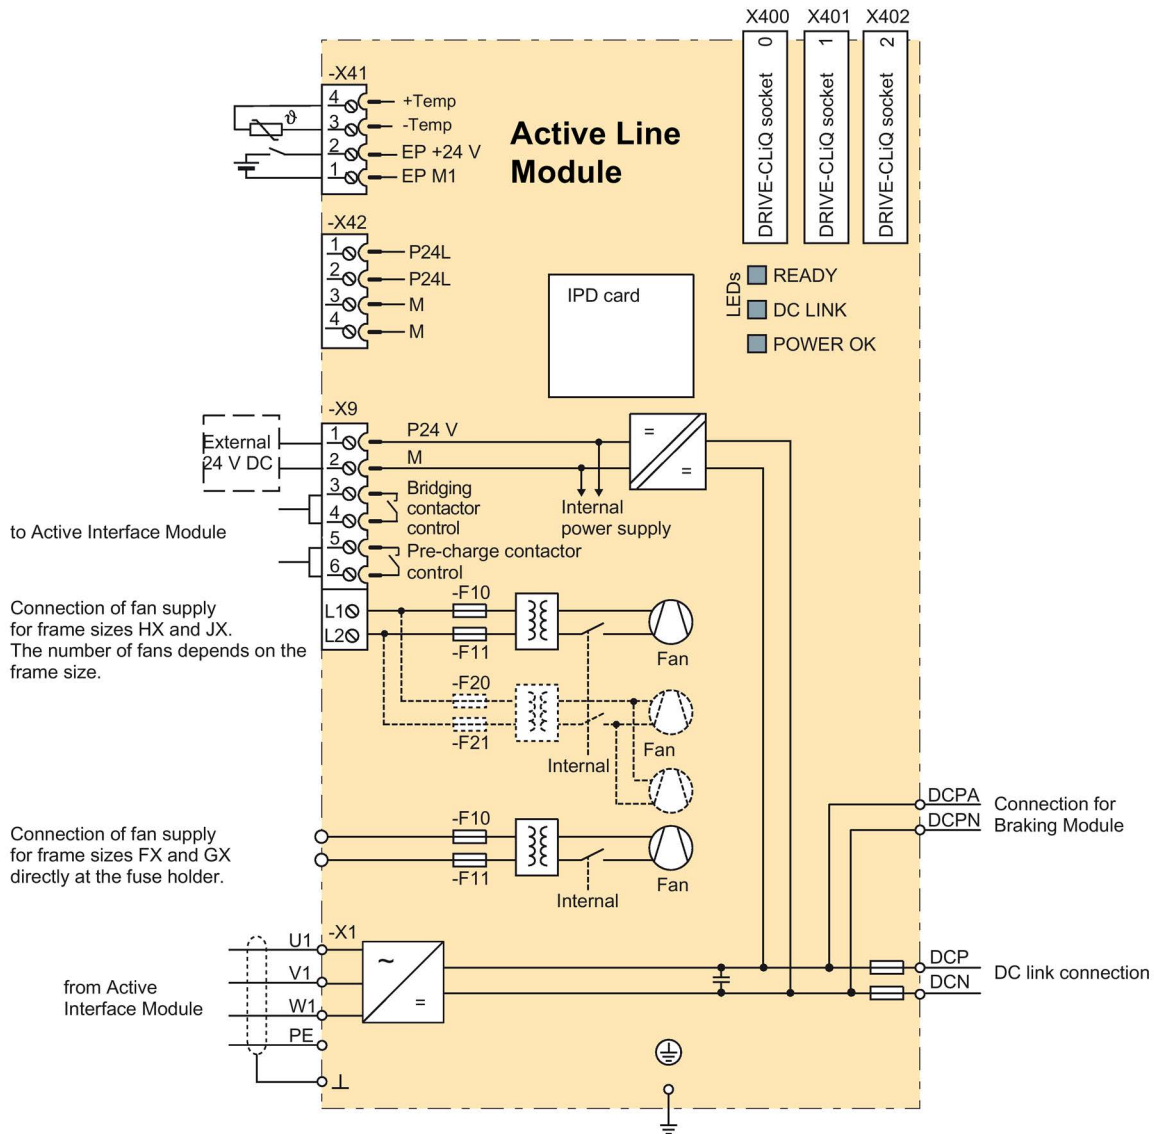 X400 X401 X402
0 1 2
DRIVE-CLiQ socket
DRIVE-CLiQ socket
DRIVE-CLiQ socket
Active Line
Module
-X41
4 +Temp
3 -Temp
2 EP +24 V
1 EP M1
ϑ
-X42
1 P24L
2 P24L
3 M
4 M
IPD card
LEDs
READY
DC LINK
POWER OK
-X9
External
24 V DC
1 P24 V
2 M
3
4
Bridging
contactor
control
5
6
Pre-charge contactor
control
=
=
Internal
power supply
to Active Interface Module
Connection of fan supply
for frame sizes HX and JX.
The number of fans depends on the
frame size.
L1
L2
-F10
-F11
Fan
-F20
-F21
Fan
Internal
Connection of fan supply
for frame sizes FX and GX
directly at the fuse holder.
-F10
-F11
Fan
Internal
DCPA
DCPN
Connection for
Braking Module
-X1
U1
V1
W1
PE
from Active
Interface Module
~
=
DCP
DCN
DC link connection